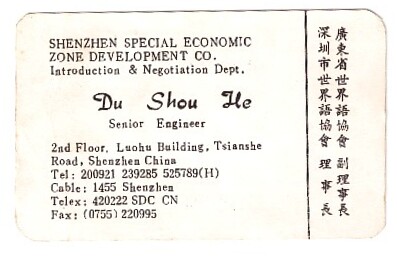 SHENZHEN SPECIAL ECONOMIC
ZONE DEVELOPMENT CO.
Introduction & Negotiation Dept.
Du Shou He
Senior Engineer
2nd Floor, Luohu Building, Tsianshe
Road, Shenzhen China
Tel: 200921 239285 525789(H)
Cable: 1455 Shenzhen
Telex: 420222 SDC CN
Fax: (0755) 220995
廣東省世界語協會 副理事長
深圳市世界語協會 理事長